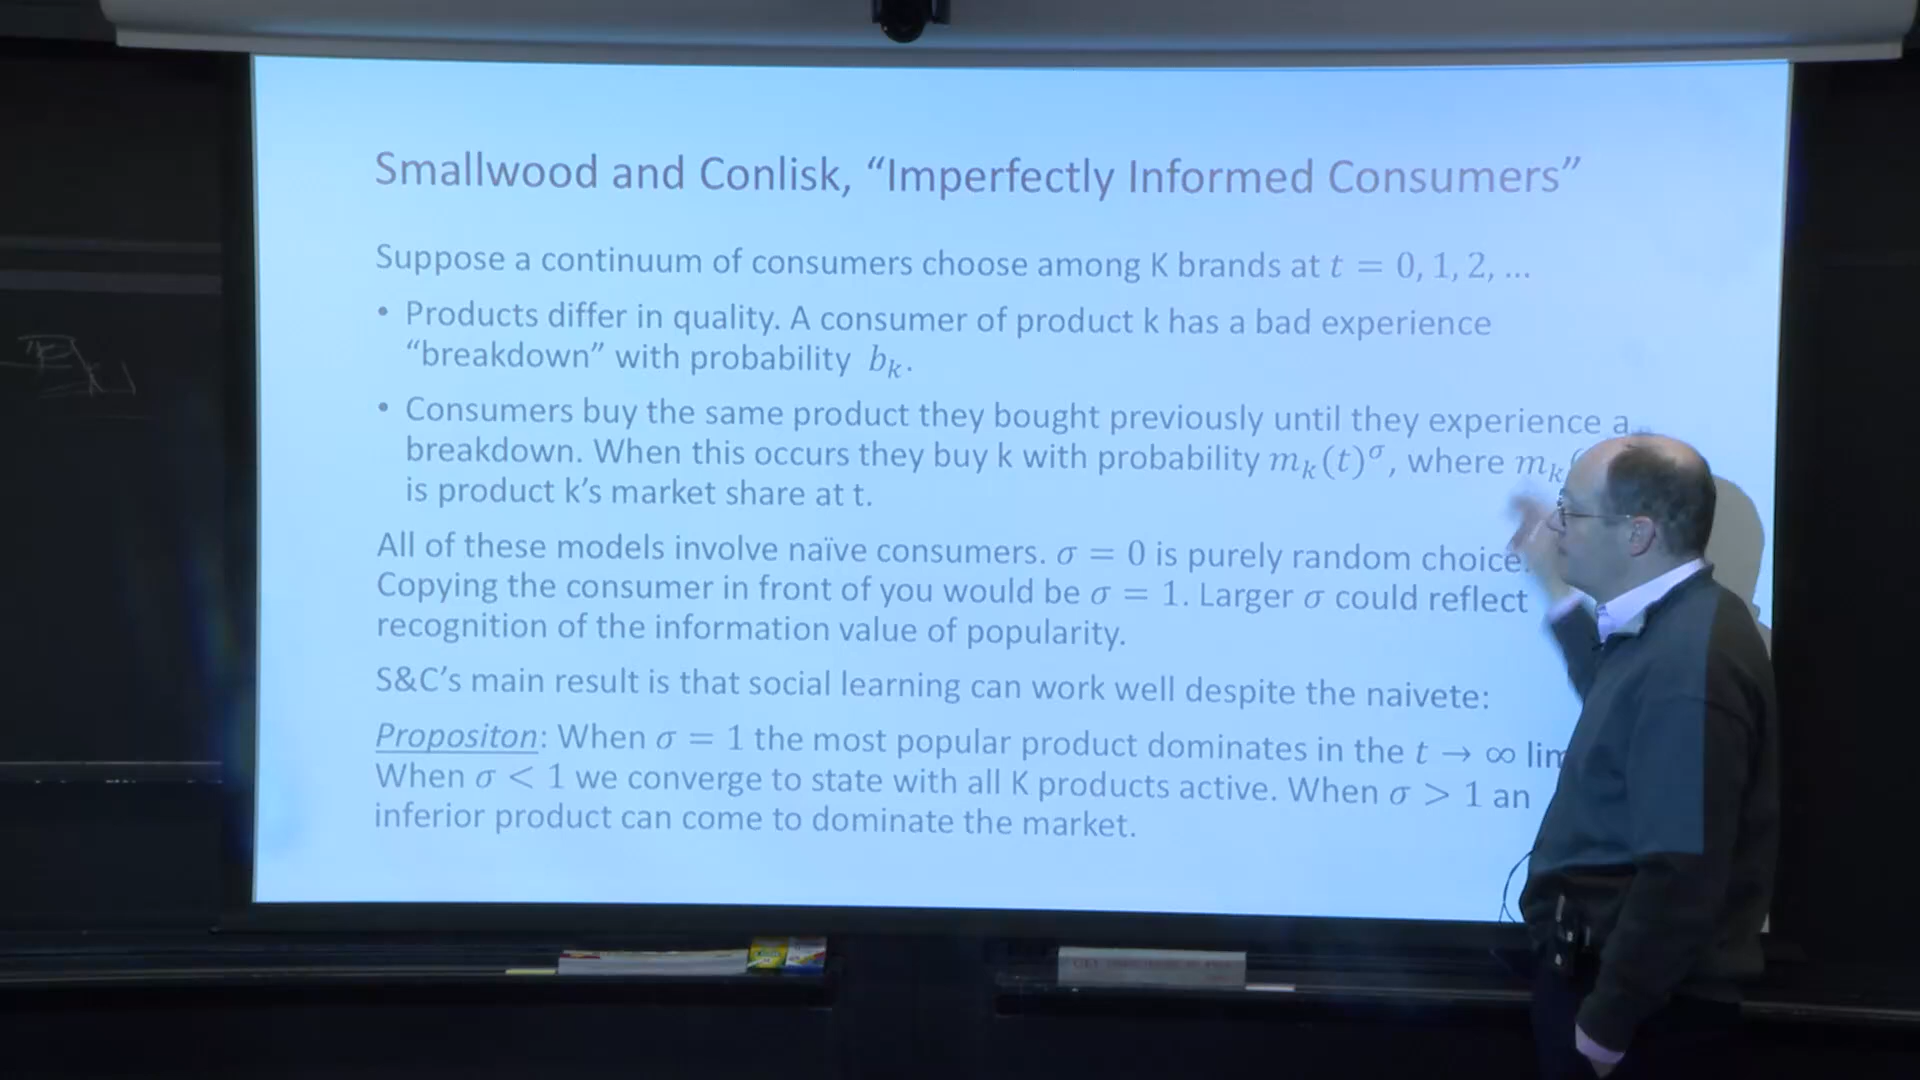 Smallwood and Conlisk, “Imperfectly Informed Consumers”
Suppose a continuum of consumers choose among K brands at t = 0, 1, 2, …
• Products differ in quality. A consumer of product k has a bad experience
“breakdown” with probability bₖ.
• Consumers buy the same product they bought previously until they experience a
breakdown. When this occurs they buy k with probability mₖ(t)^σ, where mₖ(
is product k’s market share at t.
All of these models involve naïve consumers. σ = 0 is purely random choice.
Copying the consumer in front of you would be σ = 1. Larger σ could reflect
recognition of the information value of popularity.
S&C’s main result is that social learning can work well despite the naivete:
Propositon: When σ = 1 the most popular product dominates in the t → ∞ lim
When σ < 1 we converge to state with all K products active. When σ > 1 an
inferior product can come to dominate the market.